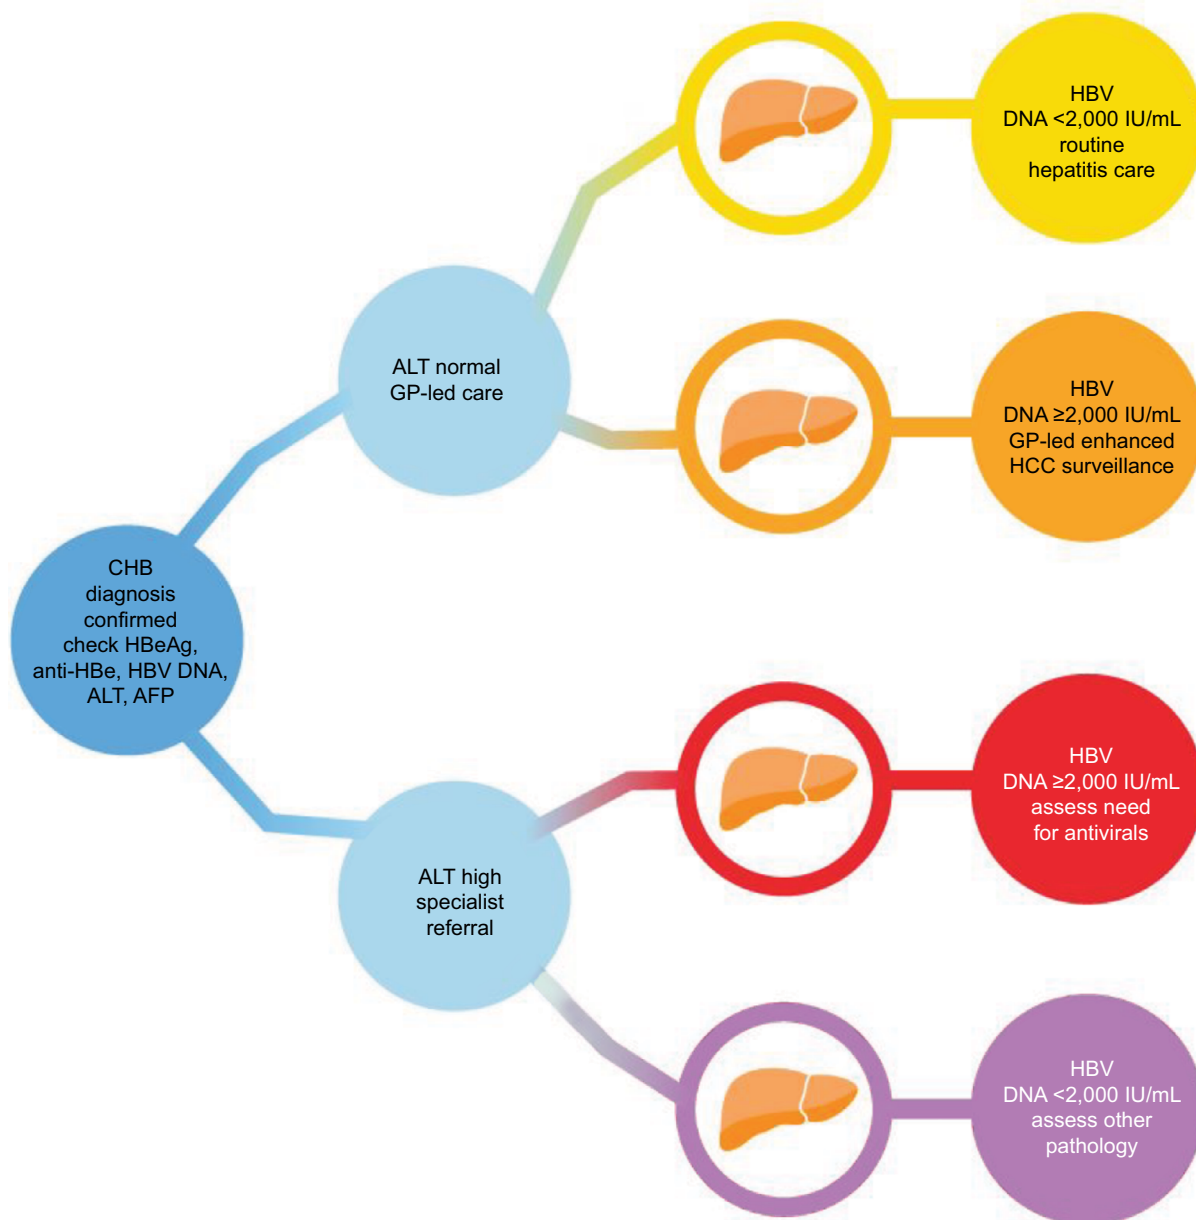 CHB
diagnosis
confirmed
check HBeAg,
anti-HBe, HBV DNA,
ALT, AFP
ALT normal
GP-led care
HBV
DNA <2,000 IU/mL
routine
hepatitis care
HBV
DNA ≥2,000 IU/mL
GP-led enhanced
HCC surveillance
ALT high
specialist
referral
HBV
DNA ≥2,000 IU/mL
assess need
for antivirals
HBV
DNA <2,000 IU/mL
assess other
pathology